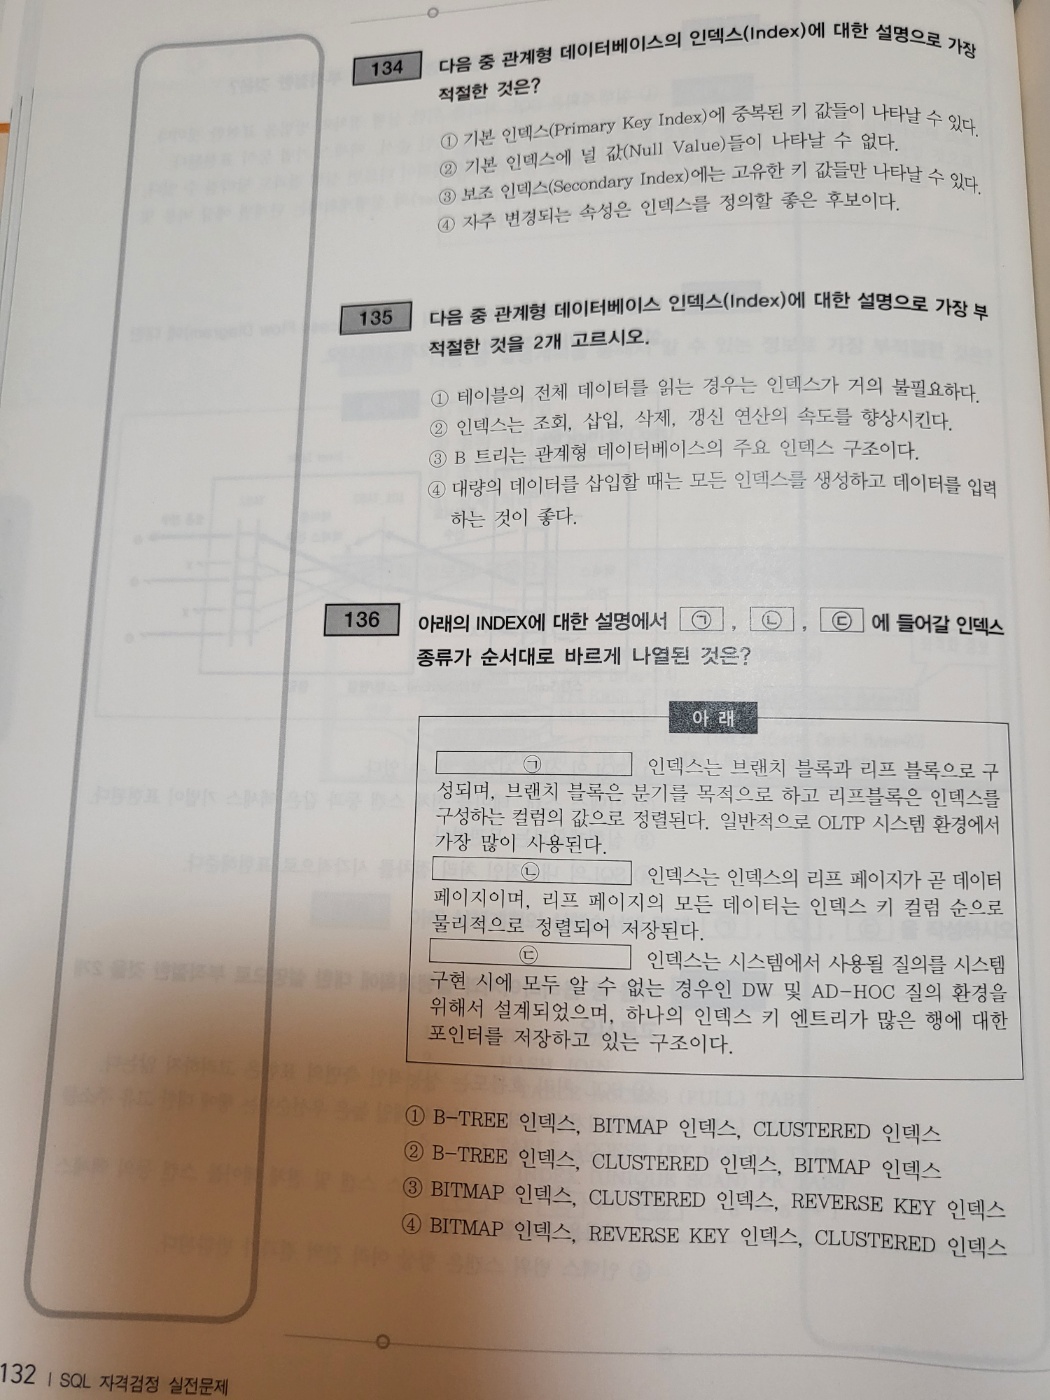 134 다음 중 관계형 데이터베이스의 인덱스(Index)에 대한 설명으로 가장
적절한 것은?
① 기본 인덱스(Primary Key Index)에 중복된 키 값들이 나타날 수 있다.
② 기본 인덱스에 널 값(Null Value)들이 나타날 수 없다.
③ 보조 인덱스(Secondary Index)에는 고유한 키 값들만 나타날 수 있다.
④ 자주 변경되는 속성은 인덱스를 정의할 좋은 후보이다.
135 다음 중 관계형 데이터베이스 인덱스(Index)에 대한 설명으로 가장 부
적절한 것을 2개 고르시오.
① 테이블의 전체 데이터를 읽는 경우는 인덱스가 거의 불필요하다.
② 인덱스는 조회, 삽입, 삭제, 갱신 연산의 속도를 향상시킨다.
③ B 트리는 관계형 데이터베이스의 주요 인덱스 구조이다.
④ 대량의 데이터를 삽입할 때는 모든 인덱스를 생성하고 데이터를 입력
하는 것이 좋다.
136 아래의 INDEX에 대한 설명에서 ㉠, ㉡, ㉢ 에 들어갈 인덱스
종류가 순서대로 바르게 나열된 것은?
아 래
㉠ 인덱스는 브랜치 블록과 리프 블록으로 구
성되며, 브랜치 블록은 분기를 목적으로 하고 리프블록은 인덱스를
구성하는 컬럼의 값으로 정렬된다. 일반적으로 OLTP 시스템 환경에서
가장 많이 사용된다.
㉡ 인덱스는 인덱스의 리프 페이지가 곧 데이터
페이지이며, 리프 페이지의 모든 데이터는 인덱스 키 컬럼 순으로
물리적으로 정렬되어 저장된다.
㉢ 인덱스는 시스템에서 사용될 질의를 시스템
구현 시에 모두 알 수 없는 경우인 DW 및 AD-HOC 질의 환경을
위해서 설계되었으며, 하나의 인덱스 키 엔트리가 많은 행에 대한
포인터를 저장하고 있는 구조이다.
① B-TREE 인덱스, BITMAP 인덱스, CLUSTERED 인덱스
② B-TREE 인덱스, CLUSTERED 인덱스, BITMAP 인덱스
③ BITMAP 인덱스, CLUSTERED 인덱스, REVERSE KEY 인덱스
④ BITMAP 인덱스, REVERSE KEY 인덱스, CLUSTERED 인덱스
132 | SQL 자격검정 실전문제